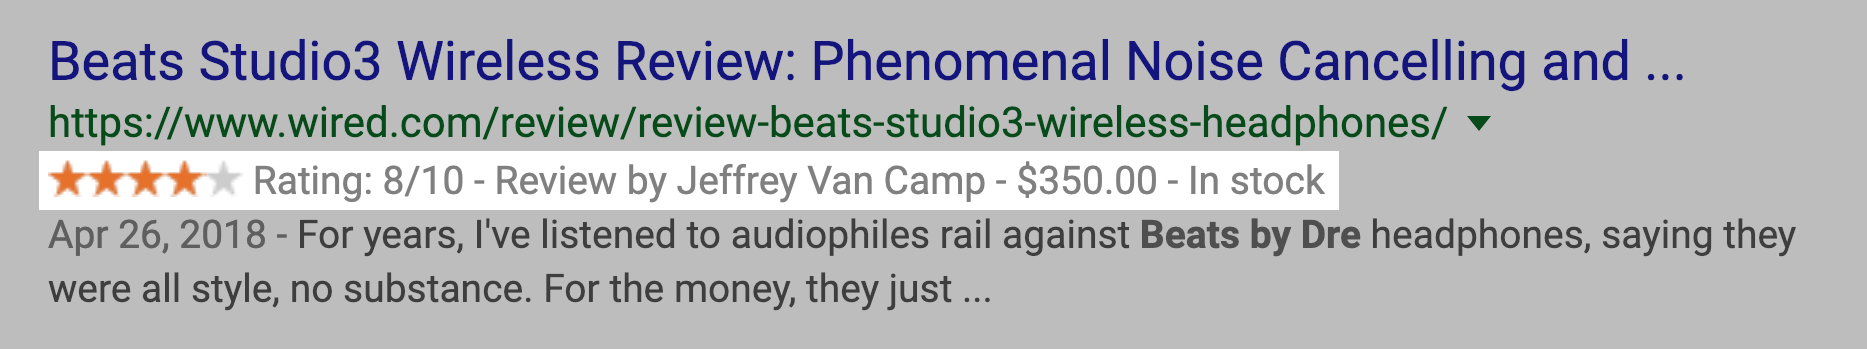 Beats Studio3 Wireless Review: Phenomenal Noise Cancelling and ...
https://www.wired.com/review/review-beats-studio3-wireless-headphones/
Rating: 8/10 - Review by Jeffrey Van Camp - $350.00 - In stock
Apr 26, 2018 - For years, I've listened to audiophiles rail against Beats by Dre headphones, saying they
were all style, no substance. For the money, they just ...